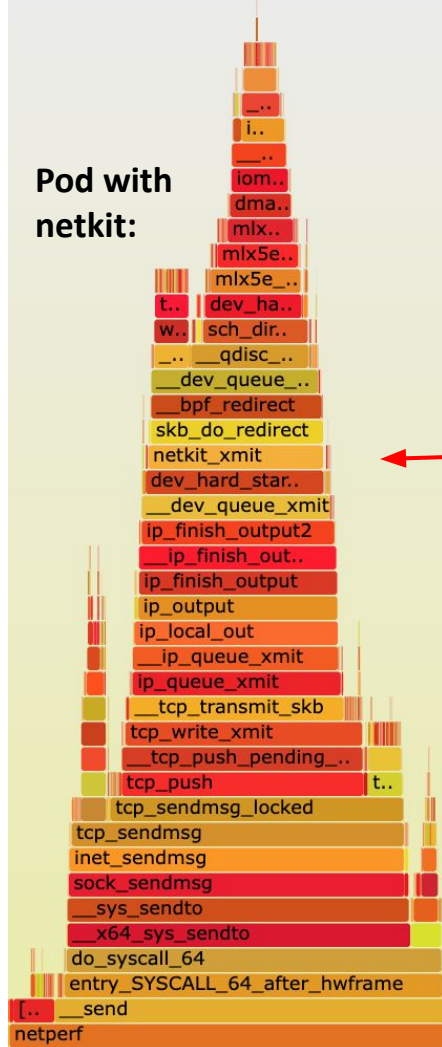 Pod with
netkit:
_..
i..
__..
iom..
dma..
mlx..
mlx5e..
mlx5e_..
t.. dev_ha..
w.. sch_dir..
_.. __qdisc_..
__dev_queue_..
__bpf_redirect
skb_do_redirect
netkit_xmit
dev_hard_star..
__dev_queue_xmit
ip_finish_output2
__ip_finish_out..
ip_finish_output
ip_output
ip_local_out
__ip_queue_xmit
ip_queue_xmit
__tcp_transmit_skb
tcp_write_xmit
__tcp_push_pending_..
tcp_push t..
tcp_sendmsg_locked
tcp_sendmsg
inet_sendmsg
sock_sendmsg
__sys_sendto
__x64_sys_sendto
do_syscall_64
entry_SYSCALL_64_after_hwframe
[.. __send
netperf